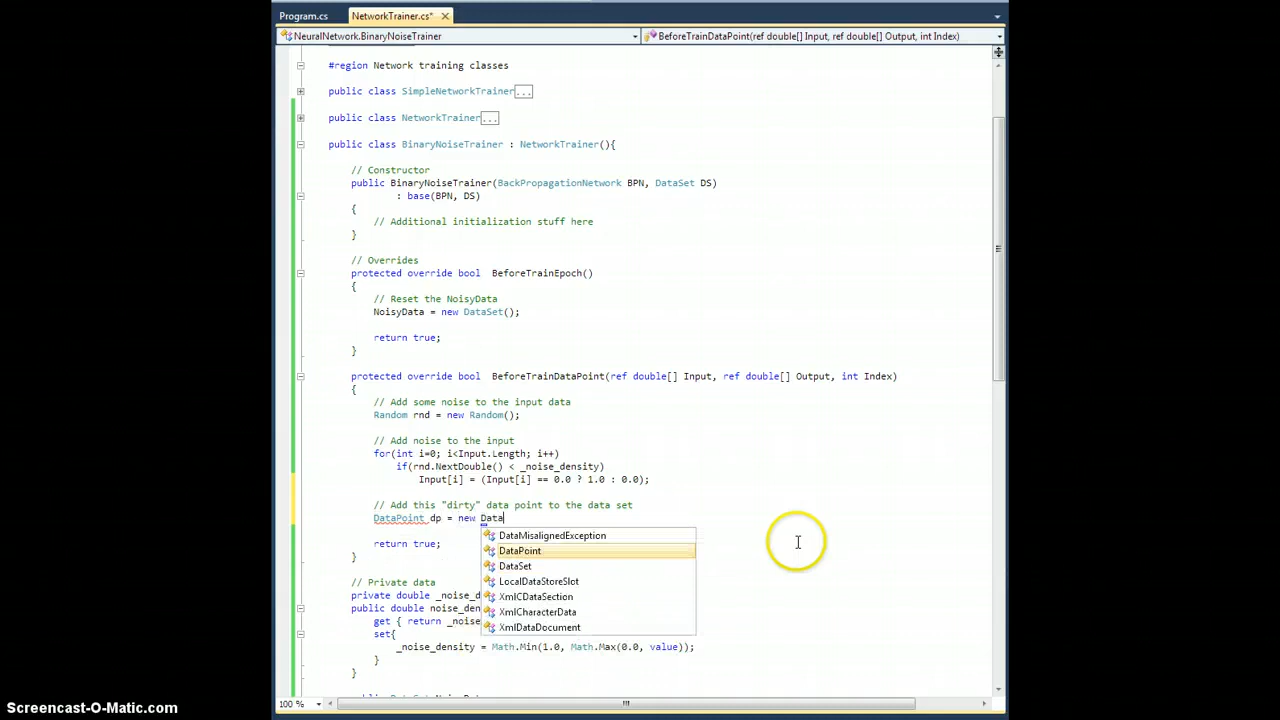 Program.cs NetworkTrainer.cs*
NeuralNetwork.BinaryNoiseTrainer BeforeTrainDataPoint(ref double[] Input, ref double[] Output, int Index)
#region Network training classes
public class SimpleNetworkTrainer...
public class NetworkTrainer...
public class BinaryNoiseTrainer : NetworkTrainer(){
// Constructor
public BinaryNoiseTrainer(BackPropagationNetwork BPN, DataSet DS)
: base(BPN, DS)
{
// Additional initialization stuff here
}
// Overrides
protected override bool BeforeTrainEpoch()
{
// Reset the NoisyData
NoisyData = new DataSet();
return true;
}
protected override bool BeforeTrainDataPoint(ref double[] Input, ref double[] Output, int Index)
{
// Add some noise to the input data
Random rnd = new Random();
// Add noise to the input
for(int i=0; i<Input.Length; i++)
if(rnd.NextDouble() < _noise_density)
Input[i] = (Input[i] == 0.0 ? 1.0 : 0.0);
// Add this "dirty" data point to the data set
DataPoint dp = new Data
DataMisalignedException
DataPoint
return true;
}
DataSet
LocalDataStoreSlot
// Private data
private double _noise_d
XmlCDataSection
public double noise_den
XmlCharacterData
get { return _noise
XmlDataDocument
set{
_noise_density = Math.Min(1.0, Math.Max(0.0, value));
}
}
100 %
Screencast-O-Matic.com